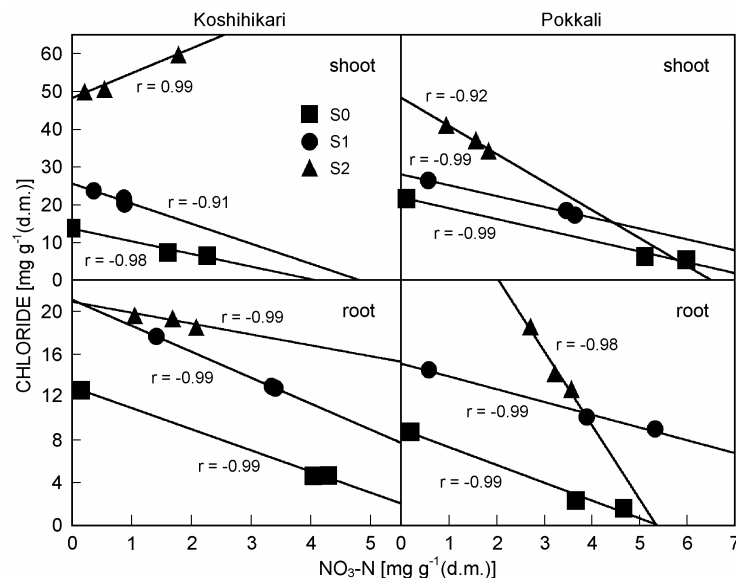 Koshihikari Pokkali
60
50
40
30
20
10
0
shoot
r = 0.99
S0
S1
S2
r = -0.91
r = -0.98
shoot
r = -0.92
r = -0.99
r = -0.99
CHLORIDE [mg g⁻¹(d.m.)]
20
16
12
8
4
0
root
r = -0.99
r = -0.99
r = -0.99
root
r = -0.98
r = -0.99
r = -0.99
0 1 2 3 4 5 0 1 2 3 4 5 6 7
NO₃-N [mg g⁻¹(d.m.)]